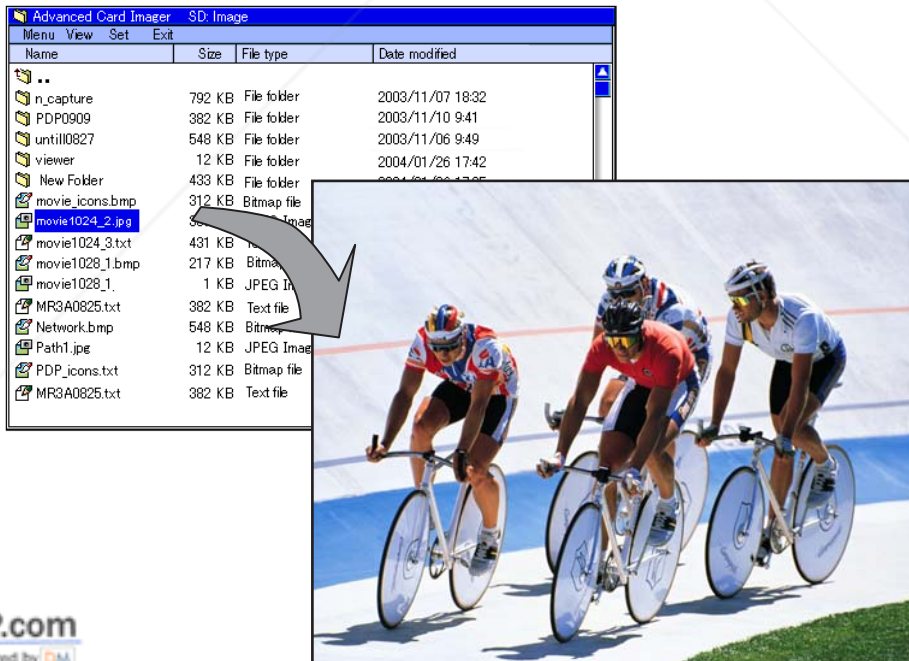 Advanced Card Imager SD: Image
Menu View Set Exit
Name Size File type Date modified
..
n_capture 792 KB File folder 2003/11/07 18:32
PDP0909 382 KB File folder 2003/11/10 9:41
untill0827 548 KB File folder 2003/11/06 9:49
viewer 12 KB File folder 2004/01/26 17:42
New Folder 433 KB File folder
movie_icons.bmp 312 KB Bitmap file
movie1024_2.jpg
movie1024_3.txt 431 KB
movie1028_1.bmp 217 KB
movie1028_1. 1 KB JPEG
MR3A0825.txt 382 KB Text file
Network.bmp 548 KB
Path1.jpg 12 KB JPEG Imag
PDP_icons.txt 312 KB Bitmap file
MR3A0825.txt 382 KB Text file
.com